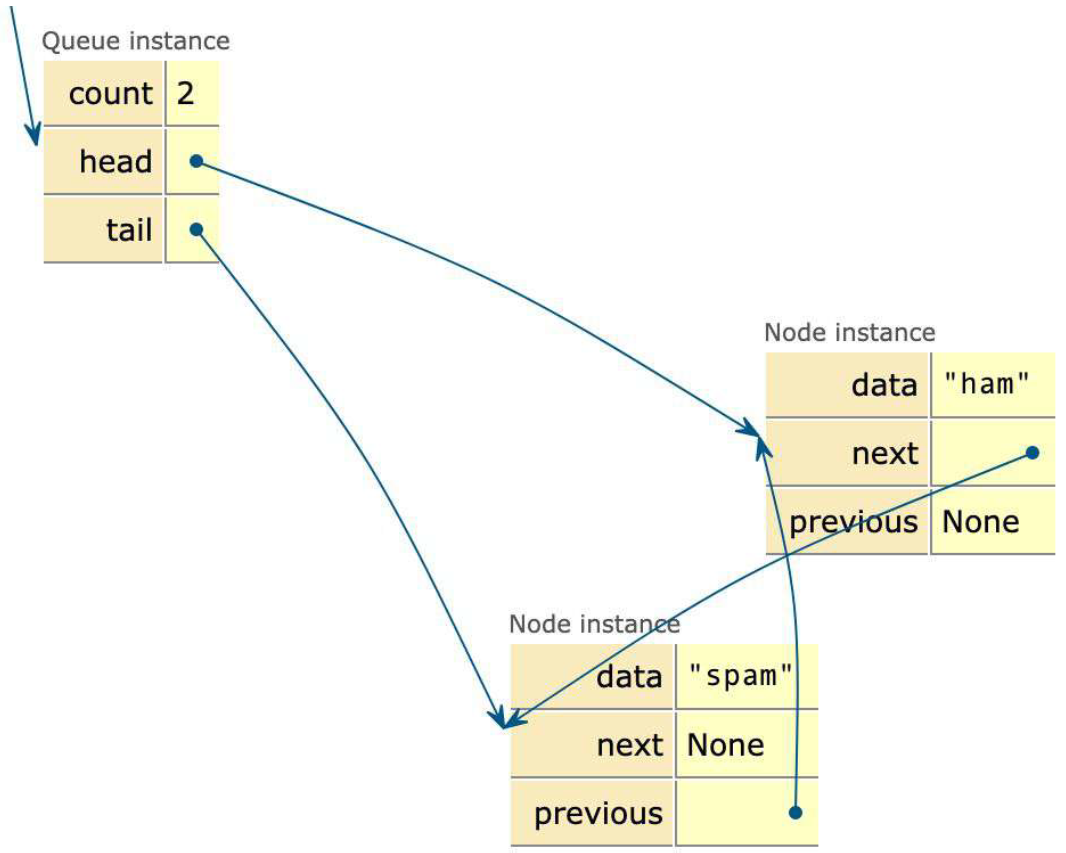 Queue instance
count 2
head
tail
Node instance
data "ham"
next
previous None
Node instance
data "spam"
next None
previous